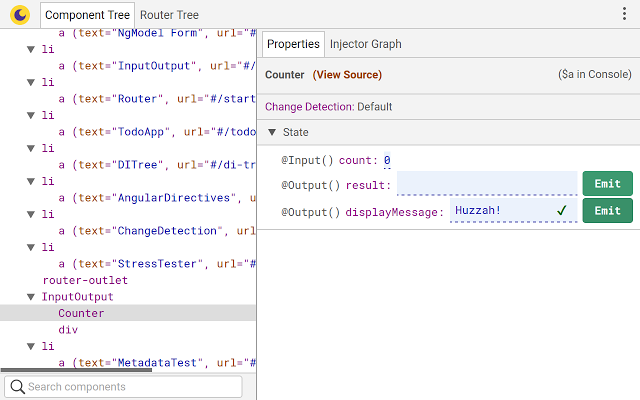 Component Tree Router Tree
a (text="NgModel Form", url="#
li
a (text="InputOutput", url="#/
li
a (text="Router", url="#/start
li
a (text="TodoApp", url="#/todo
li
a (text="DITree", url="#/di-tr
li
a (text="AngularDirectives", u
li
a (text="ChangeDetection", url
li
a (text="StressTester", url="#
router-outlet
InputOutput
Counter
div
li
a (text="MetadataTest", url="#
Search components
Properties Injector Graph
Counter (View Source) ($a in Console)
Change Detection: Default
State
@Input() count: 0
@Output() result: Emit
@Output() displayMessage: Huzzah! ✓ Emit